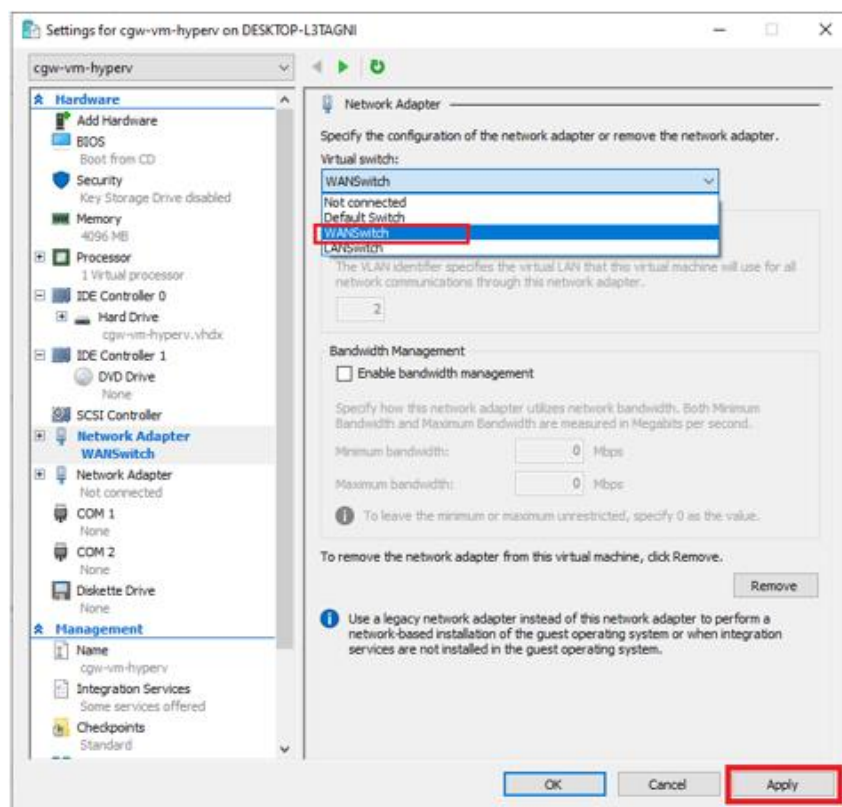 Settings for cgw-vm-hyperv on DESKTOP-L3TAGNI
cgw-vm-hyperv
Hardware
Add Hardware
BIOS
Boot from CD
Security
Key Storage Drive disabled
Memory
4096 MB
Processor
1 Virtual processor
IDE Controller 0
Hard Drive
cgw-vm-hyperv.vhdx
IDE Controller 1
DVD Drive
None
SCSI Controller
Network Adapter
WANSwitch
Network Adapter
Not connected
COM 1
None
COM 2
None
Diskette Drive
None
Management
Name
cgw-vm-hyperv
Integration Services
Some services offered
Checkpoints
Standard
Network Adapter
Specify the configuration of the network adapter or remove the network adapter.
Virtual switch:
WANSwitch
Not connected
Default Switch
WANSwitch
LANSwitch
The VLAN identifier specifies the virtual LAN that this virtual machine will use for all
network communications through this network adapter.
2
Bandwidth Management
Enable bandwidth management
Specify how this network adapter utilizes network bandwidth. Both Minimum
Bandwidth and Maximum Bandwidth are measured in Megabits per second.
Minimum bandwidth: 0 Mbps
Maximum bandwidth: 0 Mbps
To leave the minimum or maximum unrestricted, specify 0 as the value.
To remove the network adapter from this virtual machine, click Remove.
Remove
Use a legacy network adapter instead of this network adapter to perform a
network-based installation of the guest operating system or when integration
services are not installed in the guest operating system.
OK Cancel Apply